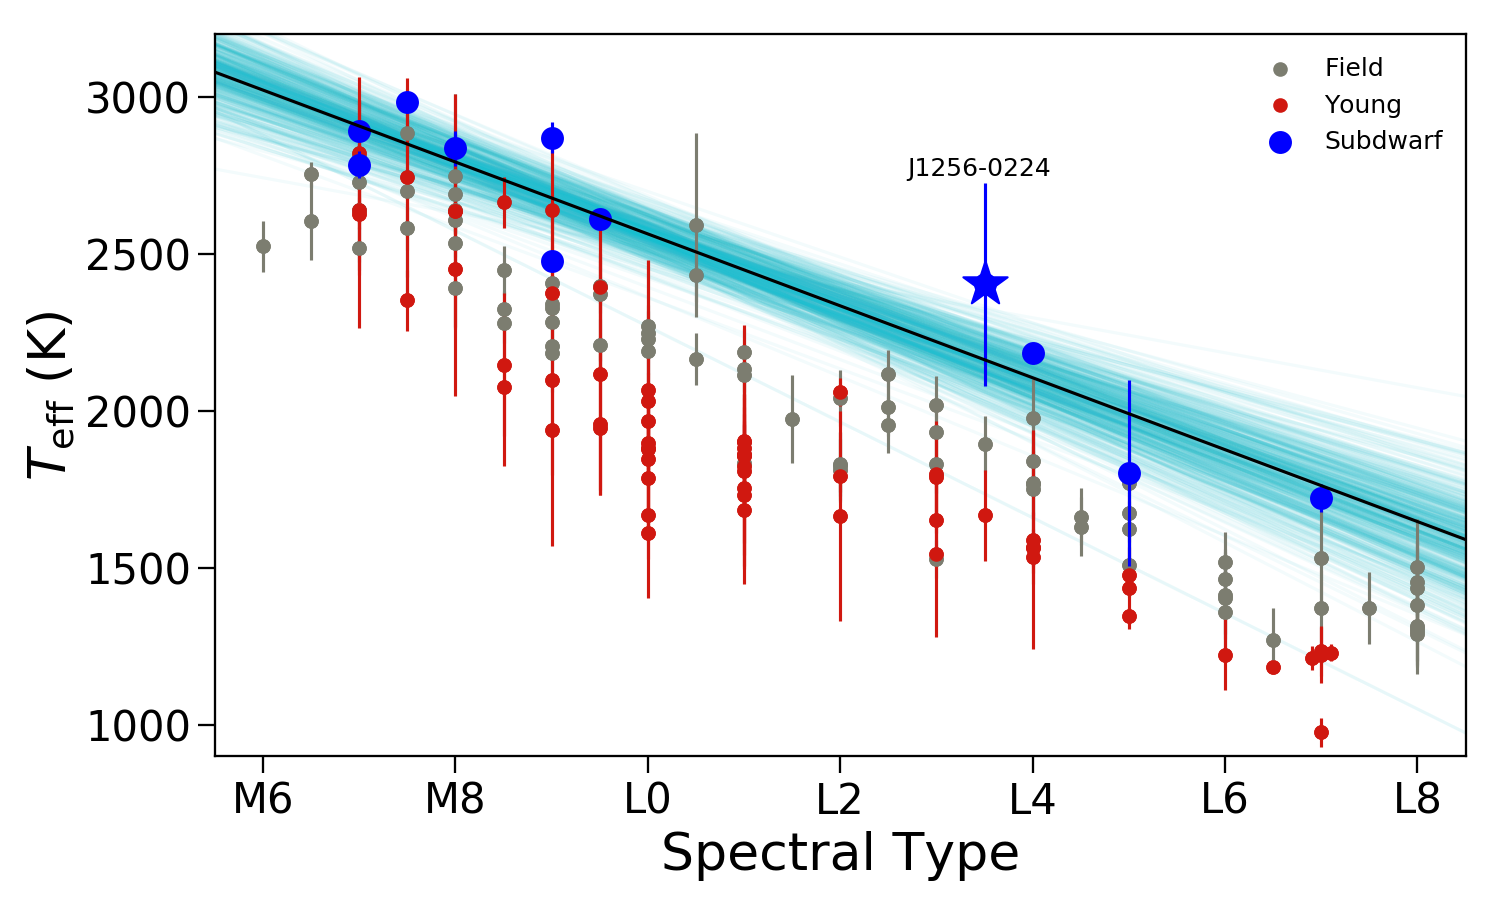 Field
Young
Subdwarf
J1256-0224
3000
2500
2000
1500
1000
T_eff (K)
M6 M8 L0 L2 L4 L6 L8
Spectral Type